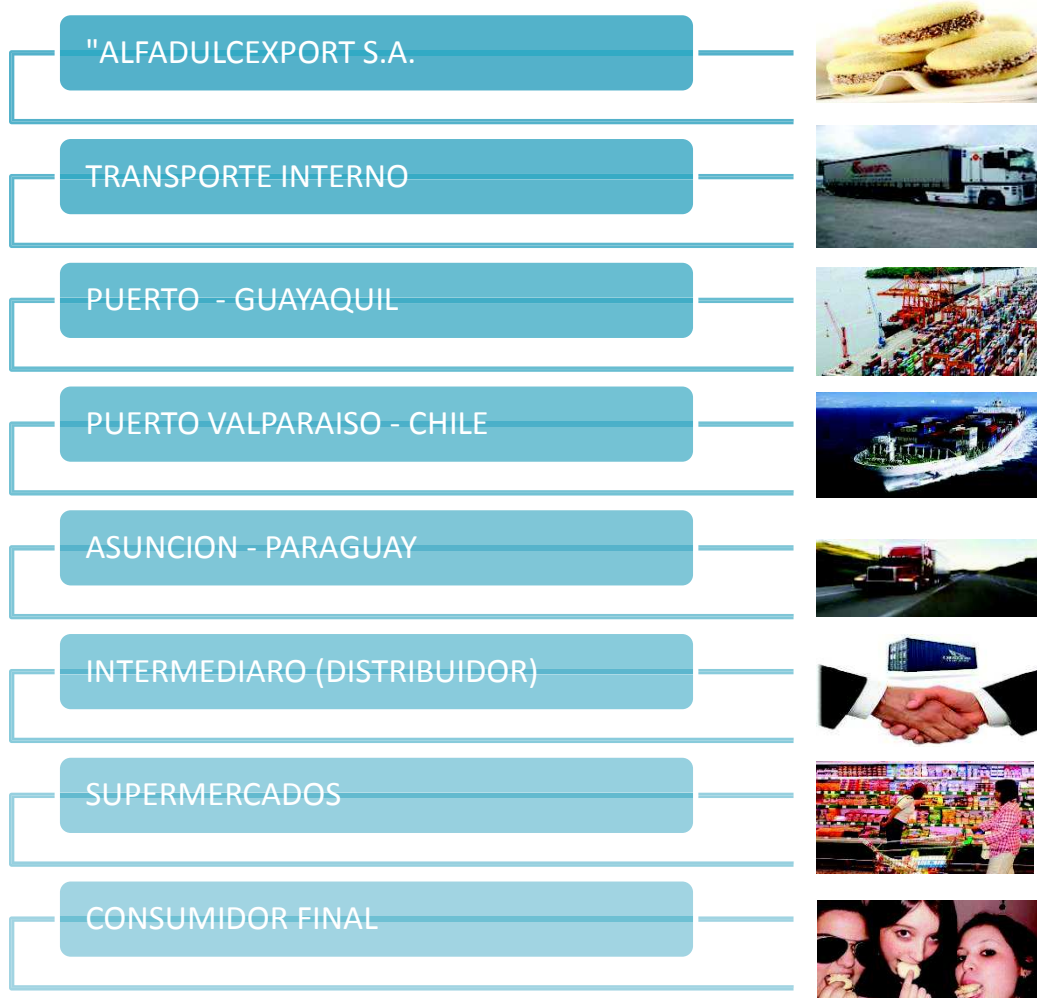 "ALFADULCEXPORT S.A.
TRANSPORTE INTERNO
PUERTO - GUAYAQUIL
PUERTO VALPARAISO - CHILE
ASUNCION - PARAGUAY
INTERMEDIARO (DISTRIBUIDOR)
SUPERMERCADOS
CONSUMIDOR FINAL